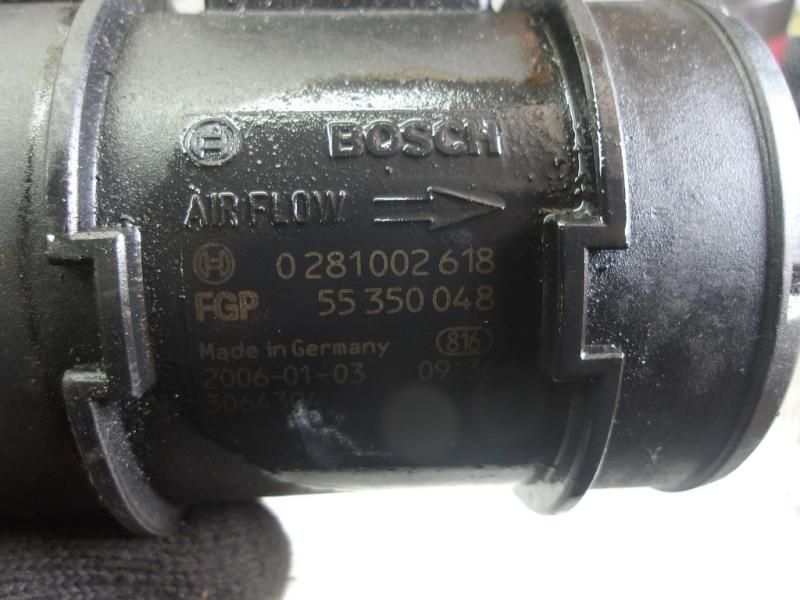 BOSCH
AIR FLOW
0 281 002 618
FGP 55 350 048
Made in Germany 816
2006-01-03 09:36
3064304